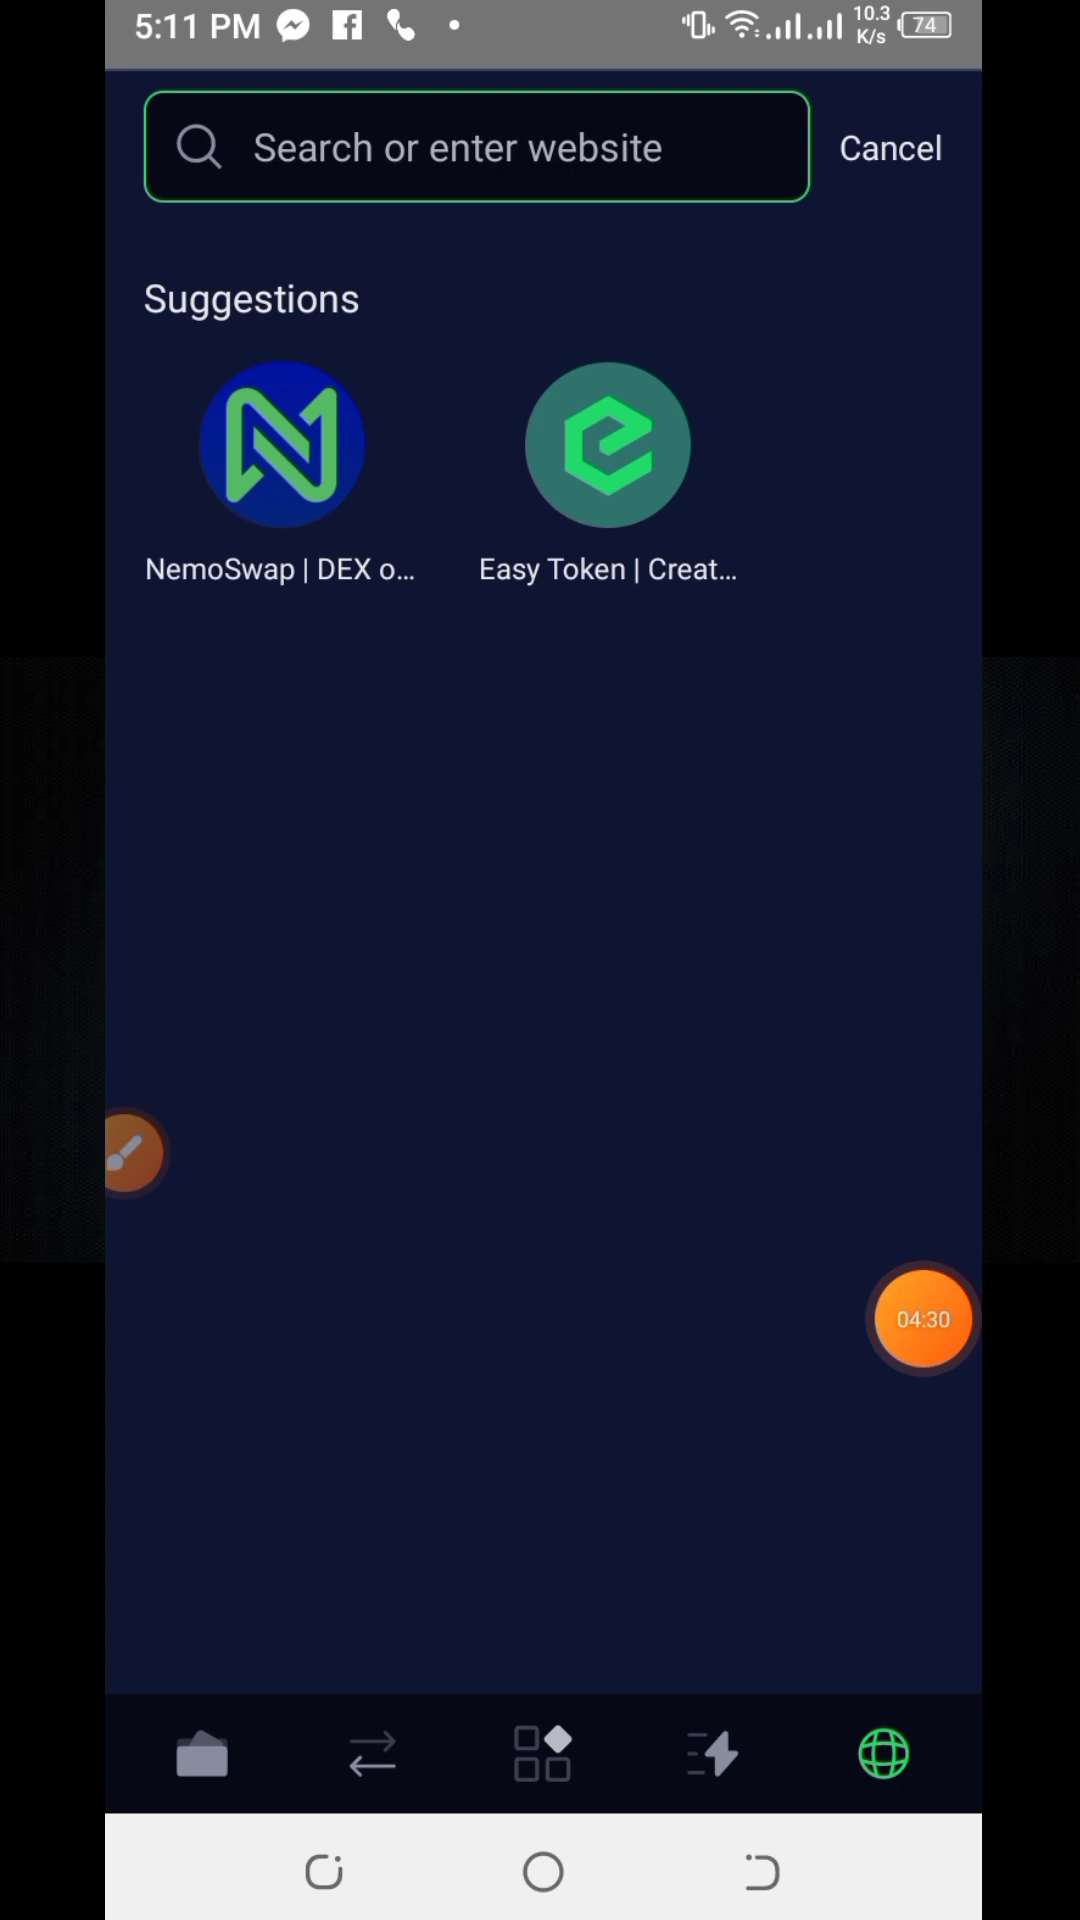 5:11 PM
10.3
K/s
74
Search or enter website
Cancel
Suggestions
NemoSwap | DEX o...
Easy Token | Creat...
04:30